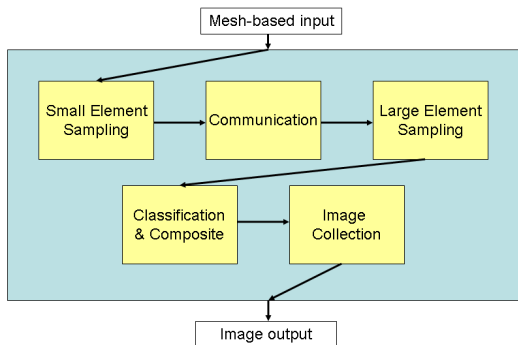 Mesh-based input
Small Element
Sampling
Communication
Large Element
Sampling
Classification
& Composite
Image
Collection
Image output